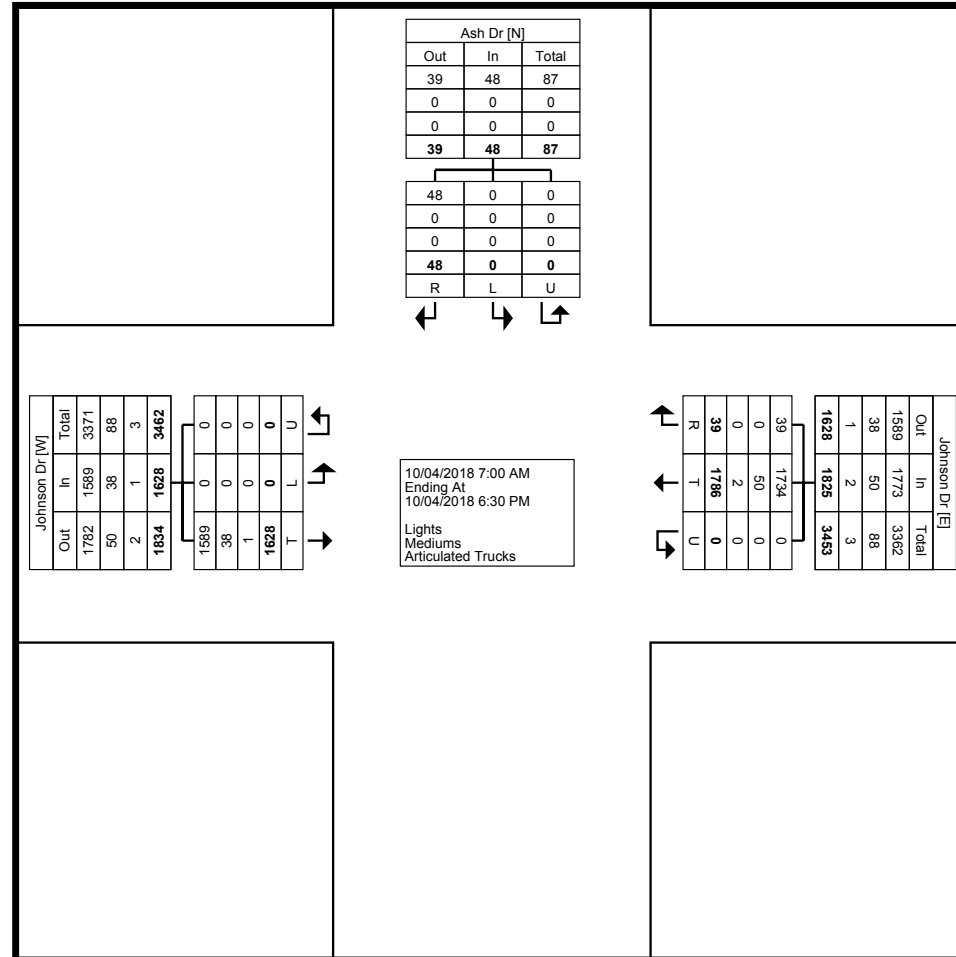 Ash Dr [N]
Out In Total
39 48 87
0 0 0
0 0 0
39 48 87
48 0 0
0 0 0
0 0 0
48 0 0
R L U
Johnson Dr [W]
Total In Out
3371 1589 1782
88 38 50
3 1 2
3462 1628 1834
0 0 1589
0 0 38
0 0 1
0 0 1628
U L T
10/04/2018 7:00 AM
Ending At
10/04/2018 6:30 PM
Lights
Mediums
Articulated Trucks
Johnson Dr [E]
Out In Total
1589 1773 3362
38 50 88
1 2 3
1628 1825 3453
39 1734 0
0 50 0
0 2 0
39 1786 0
R T U